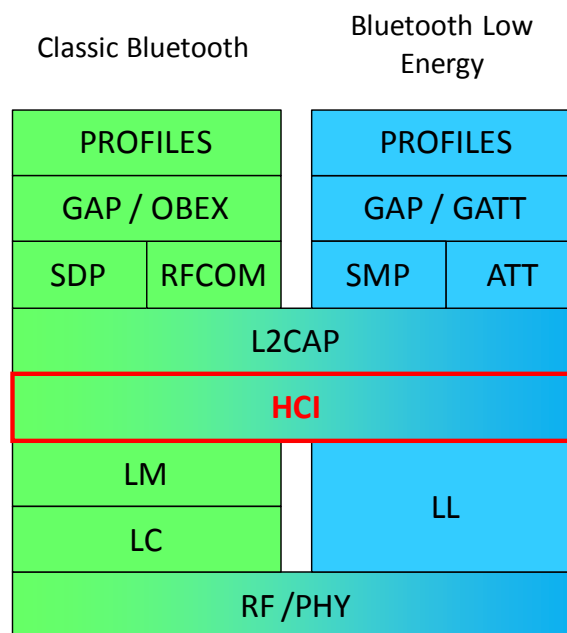 Classic Bluetooth
Bluetooth Low
Energy
PROFILES
PROFILES
GAP / OBEX
GAP / GATT
SDP
RFCOM
SMP
ATT
L2CAP
HCI
LM
LL
LC
RF /PHY